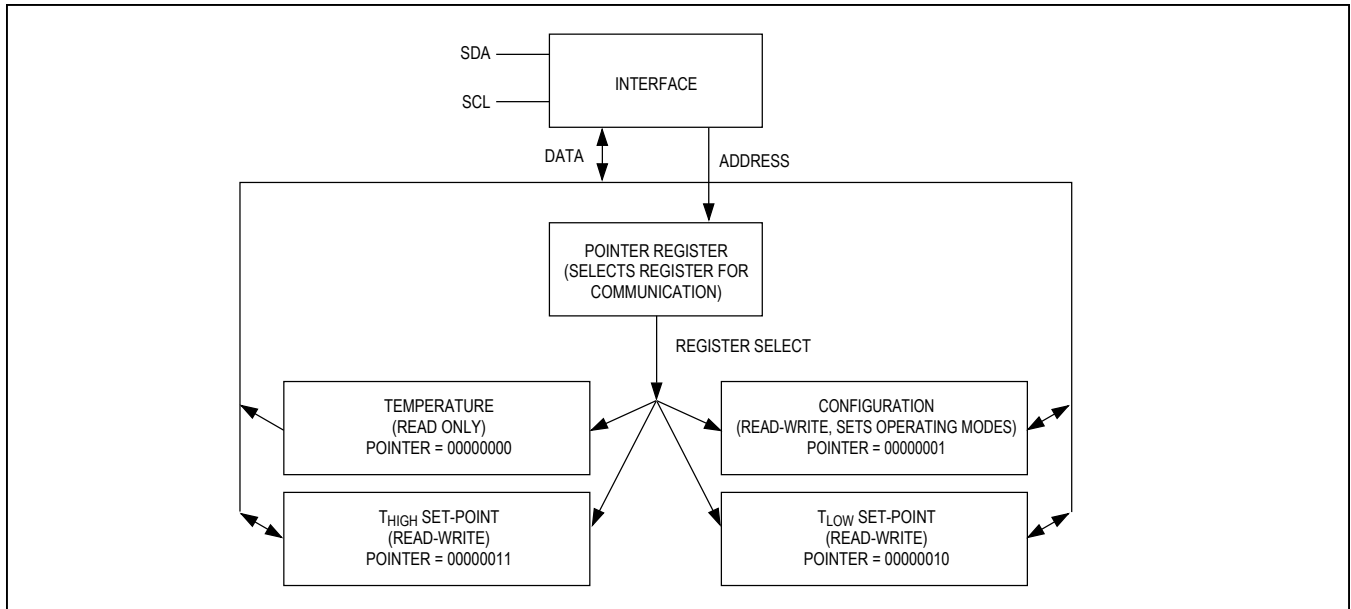 SDA
SCL
INTERFACE
DATA
ADDRESS
POINTER REGISTER
(SELECTS REGISTER FOR
COMMUNICATION)
REGISTER SELECT
TEMPERATURE
(READ ONLY)
POINTER = 00000000
CONFIGURATION
(READ-WRITE, SETS OPERATING MODES)
POINTER = 00000001
THIGH SET-POINT
(READ-WRITE)
POINTER = 00000011
TLOW SET-POINT
(READ-WRITE)
POINTER = 00000010